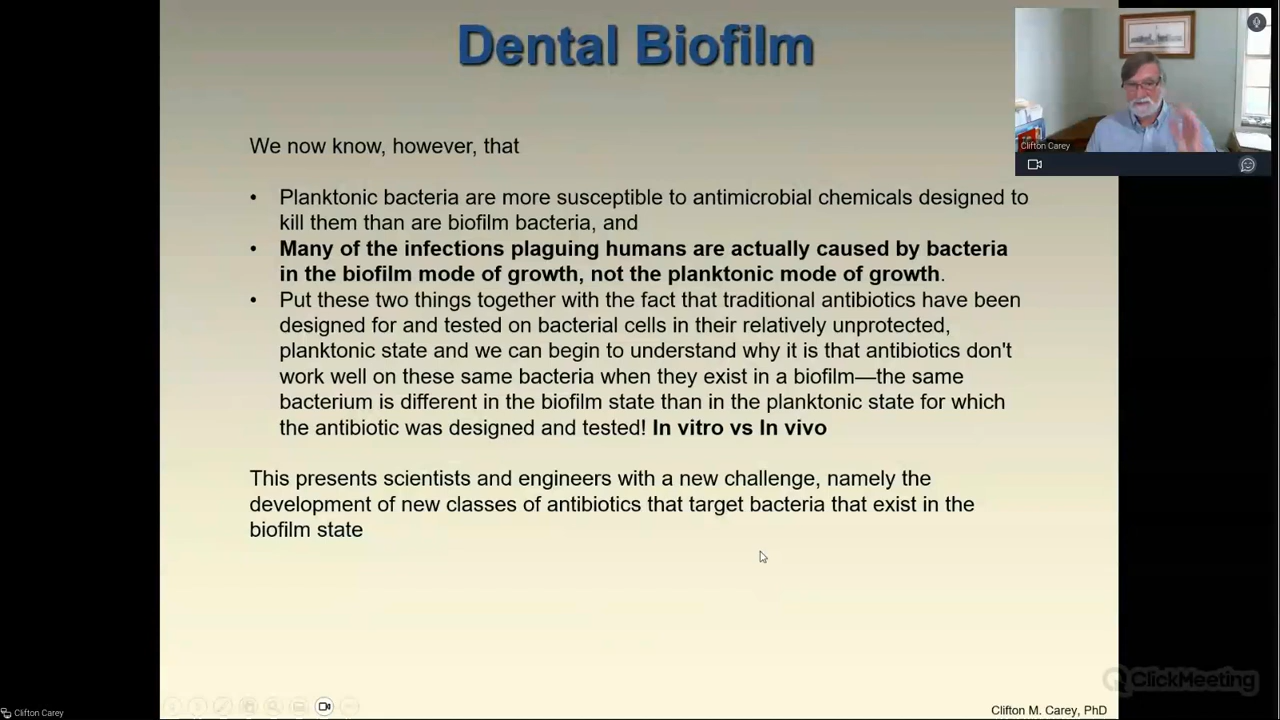 Dental Biofilm
Clifton Carey
We now know, however, that
• Planktonic bacteria are more susceptible to antimicrobial chemicals designed to
kill them than are biofilm bacteria, and
• Many of the infections plaguing humans are actually caused by bacteria
in the biofilm mode of growth, not the planktonic mode of growth.
• Put these two things together with the fact that traditional antibiotics have been
designed for and tested on bacterial cells in their relatively unprotected,
planktonic state and we can begin to understand why it is that antibiotics don't
work well on these same bacteria when they exist in a biofilm—the same
bacterium is different in the biofilm state than in the planktonic state for which
the antibiotic was designed and tested! In vitro vs In vivo
This presents scientists and engineers with a new challenge, namely the
development of new classes of antibiotics that target bacteria that exist in the
biofilm state
ClickMeeting
Clifton M. Carey, PhD
Clifton Carey